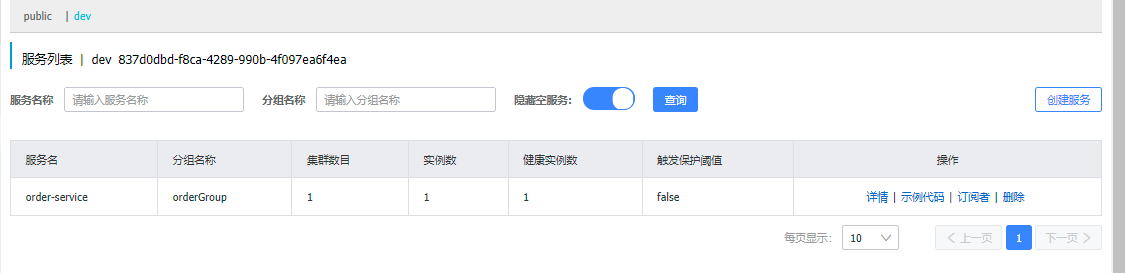 public | dev
服务列表 | dev 837d0dbd-f8ca-4289-990b-4f097ea6f4ea
服务名称 请输入服务名称 分组名称 请输入分组名称 隐藏空服务: 查询 创建服务
服务名 分组名称 集群数目 实例数 健康实例数 触发保护阈值 操作
order-service orderGroup 1 1 1 false 详情 | 示例代码 | 订阅者 | 删除
每页显示: 10 上一页 1 下一页